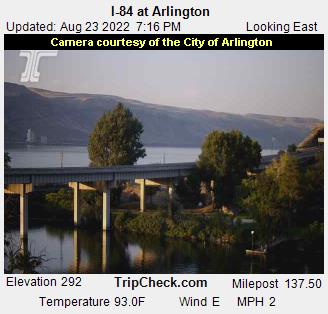 I-84 at Arlington
Updated: Aug 23 2022 7:16 PM Looking East
Camera courtesy of the City of Arlington
Elevation 292 TripCheck.com Milepost 137.50
Temperature 93.0F Wind E MPH 2